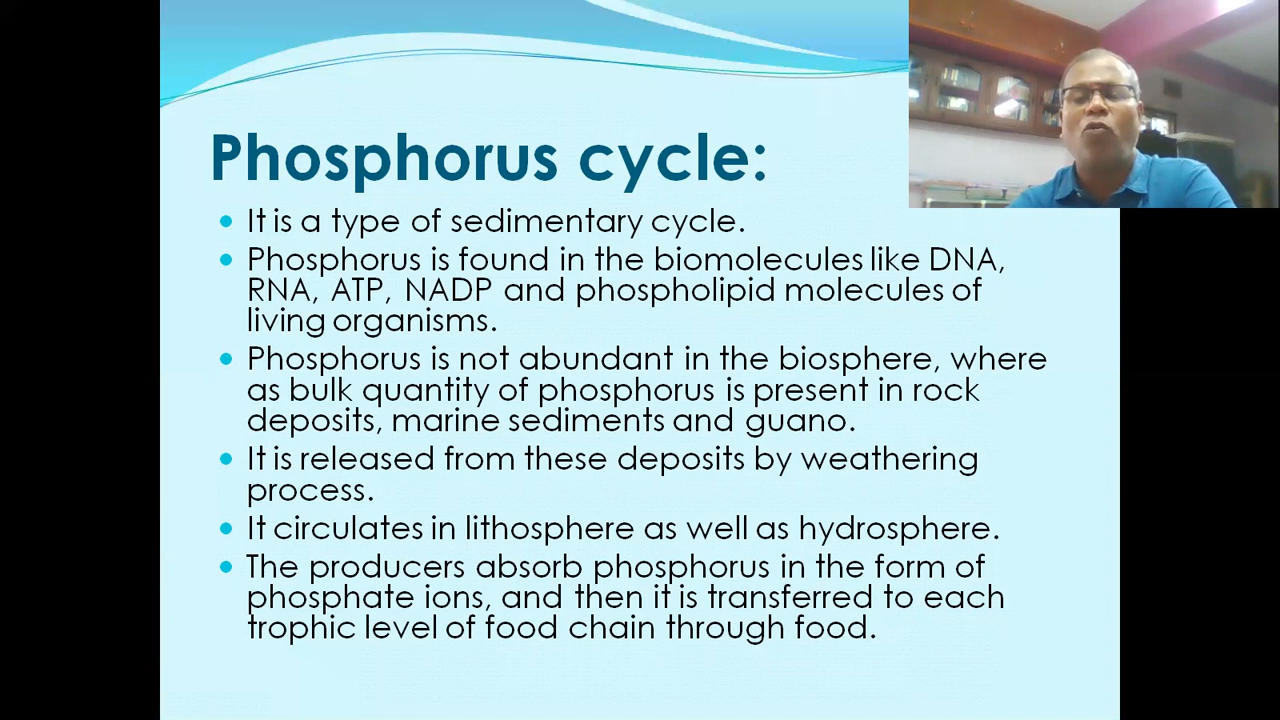 Phosphorus cycle:
• It is a type of sedimentary cycle.
• Phosphorus is found in the biomolecules like DNA,
RNA, ATP, NADP and phospholipid molecules of
living organisms.
• Phosphorus is not abundant in the biosphere, where
as bulk quantity of phosphorus is present in rock
deposits, marine sediments and guano.
• It is released from these deposits by weathering
process.
• It circulates in lithosphere as well as hydrosphere.
• The producers absorb phosphorus in the form of
phosphate ions, and then it is transferred to each
trophic level of food chain through food.